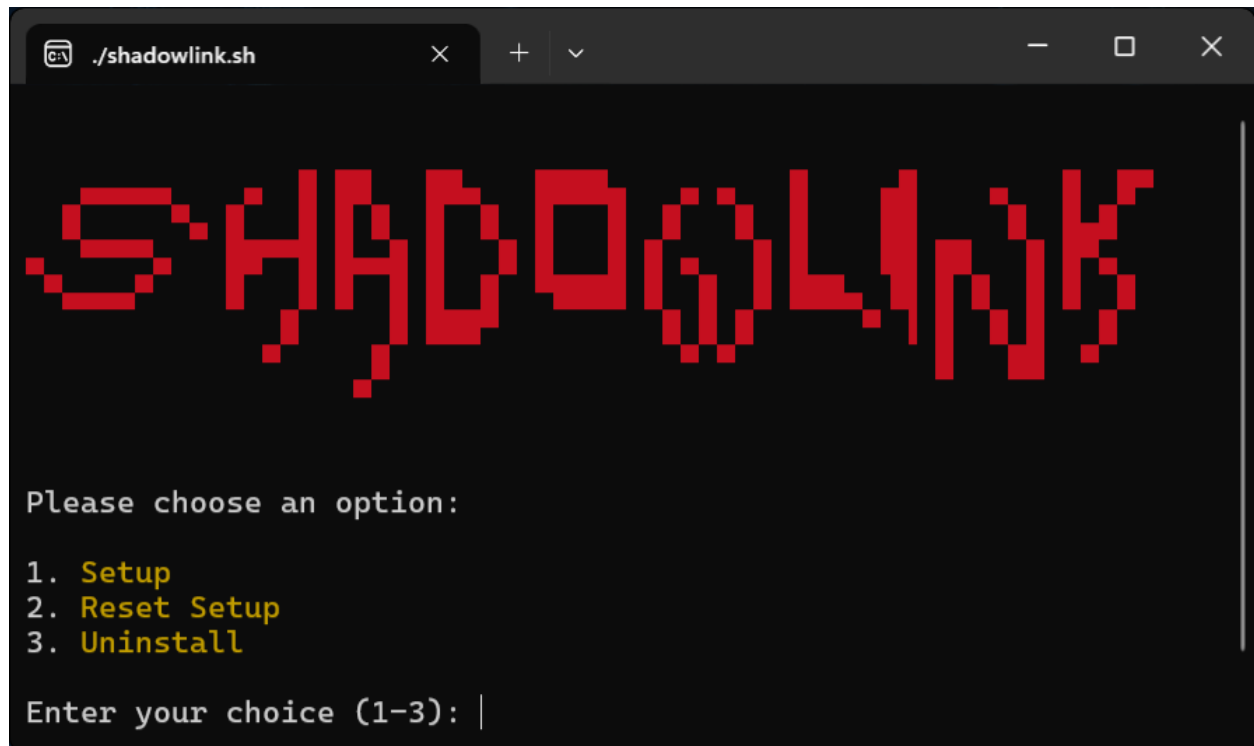 ./shadowlink.sh
SHADOWLINK
Please choose an option:
1. Setup
2. Reset Setup
3. Uninstall
Enter your choice (1-3):